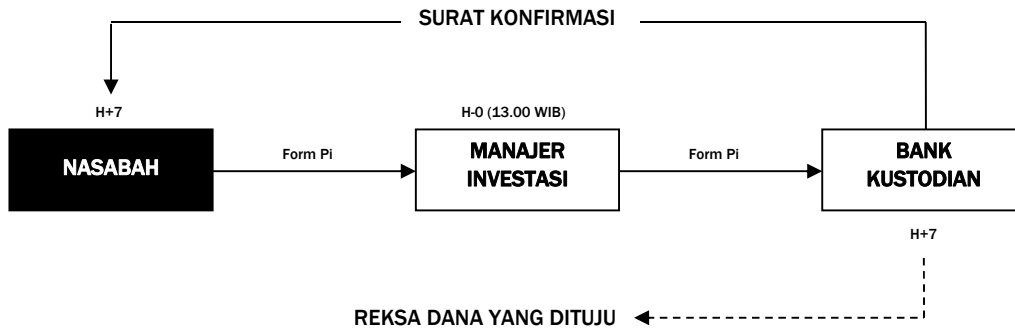 SURAT KONFIRMASI
H+7
H-0 (13.00 WIB)
NASABAH
Form Pi
MANAJER
INVESTASI
Form Pi
BANK
KUSTODIAN
H+7
REKSA DANA YANG DITUJU